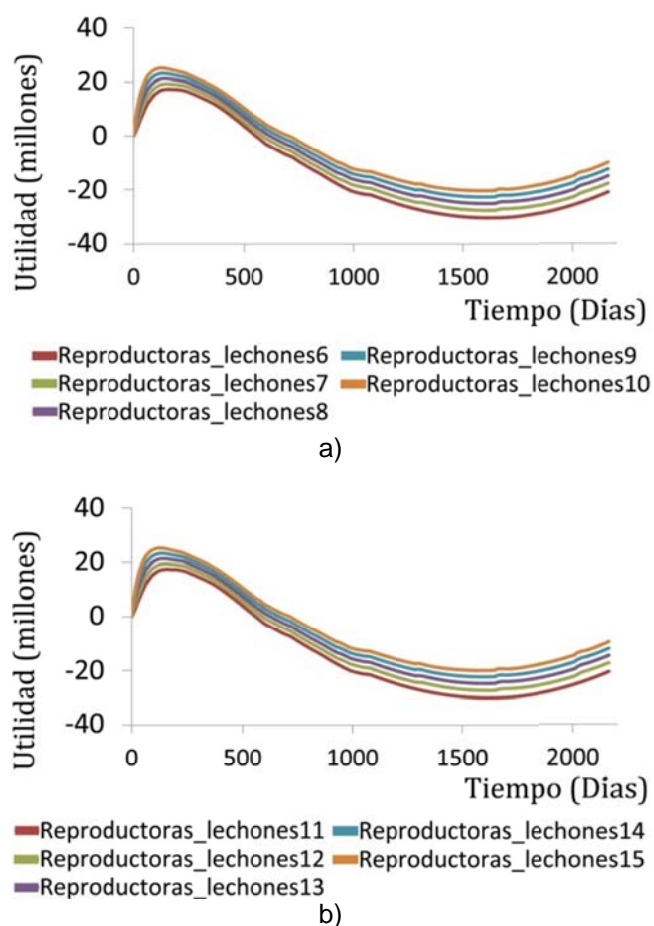 Utilidad (millones)
40
20
0
-20
-40
0 500 1000 1500 2000
Tiempo (Días)
Reproductoras_lechones6 Reproductoras_lechones9
Reproductoras_lechones7 Reproductoras_lechones10
Reproductoras_lechones8
a)
Utilidad (millones)
40
20
0
-20
-40
0 500 1000 1500 2000
Tiempo (Días)
Reproductoras_lechones11 Reproductoras_lechones14
Reproductoras_lechones12 Reproductoras_lechones15
Reproductoras_lechones13
b)